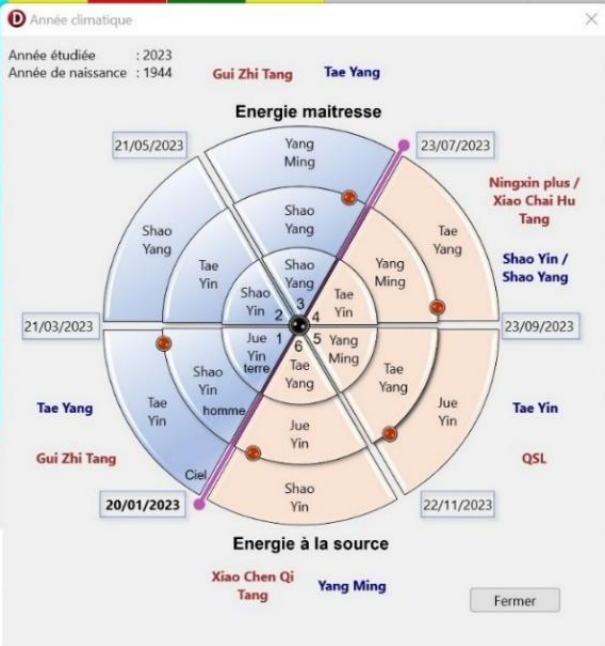 D Année climatique
Année étudiée : 2023
Année de naissance : 1944
Gui Zhi Tang
Tae Yang
Energie maitresse
21/05/2023
23/07/2023
Yang
Ming
Shao
Yang
Shao
Yang
3
Shao
Yang
Tae
Yin
Shao
Yin
2
Tae
Yang
Yang
Ming
Tae
Yin
4
Ningxin plus /
Xiao Chai Hu
Tang
Shao Yin /
Shao Yang
21/03/2023
23/09/2023
Jue
Yin
terre
1
Shao
Yin
homme
Tae
Yin
Ciel
6
Tae
Yang
Jue
Yin
Shao
Yin
5
Yang
Ming
Tae
Yang
Jue
Yin
Tae Yang
Gui Zhi Tang
Tae Yin
QSL
20/01/2023
22/11/2023
Energie à la source
Xiao Chen Qi
Tang
Yang Ming
Fermer